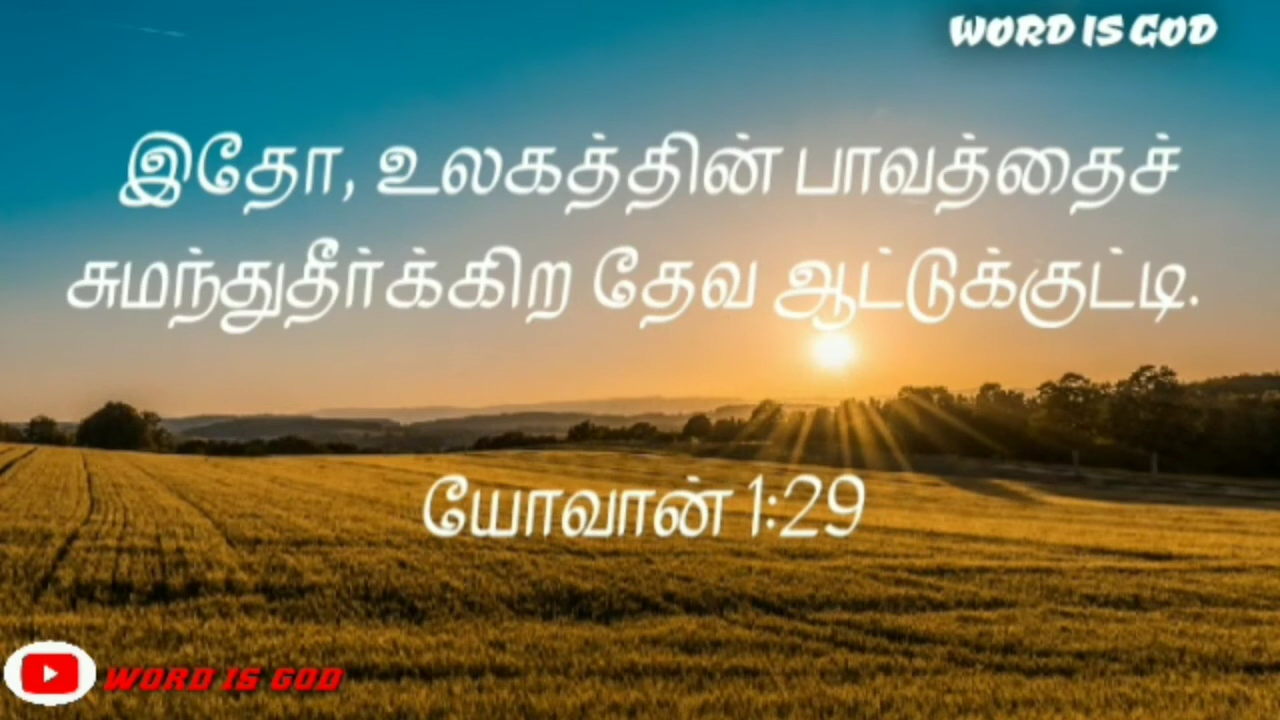 WORD IS GOD
இதோ, உலகத்தின் பாவத்தைச்
சுமந்துதீர்க்கிற தேவ ஆட்டுக்குட்டி.
யோவான் 1:29
WORD IS GOD